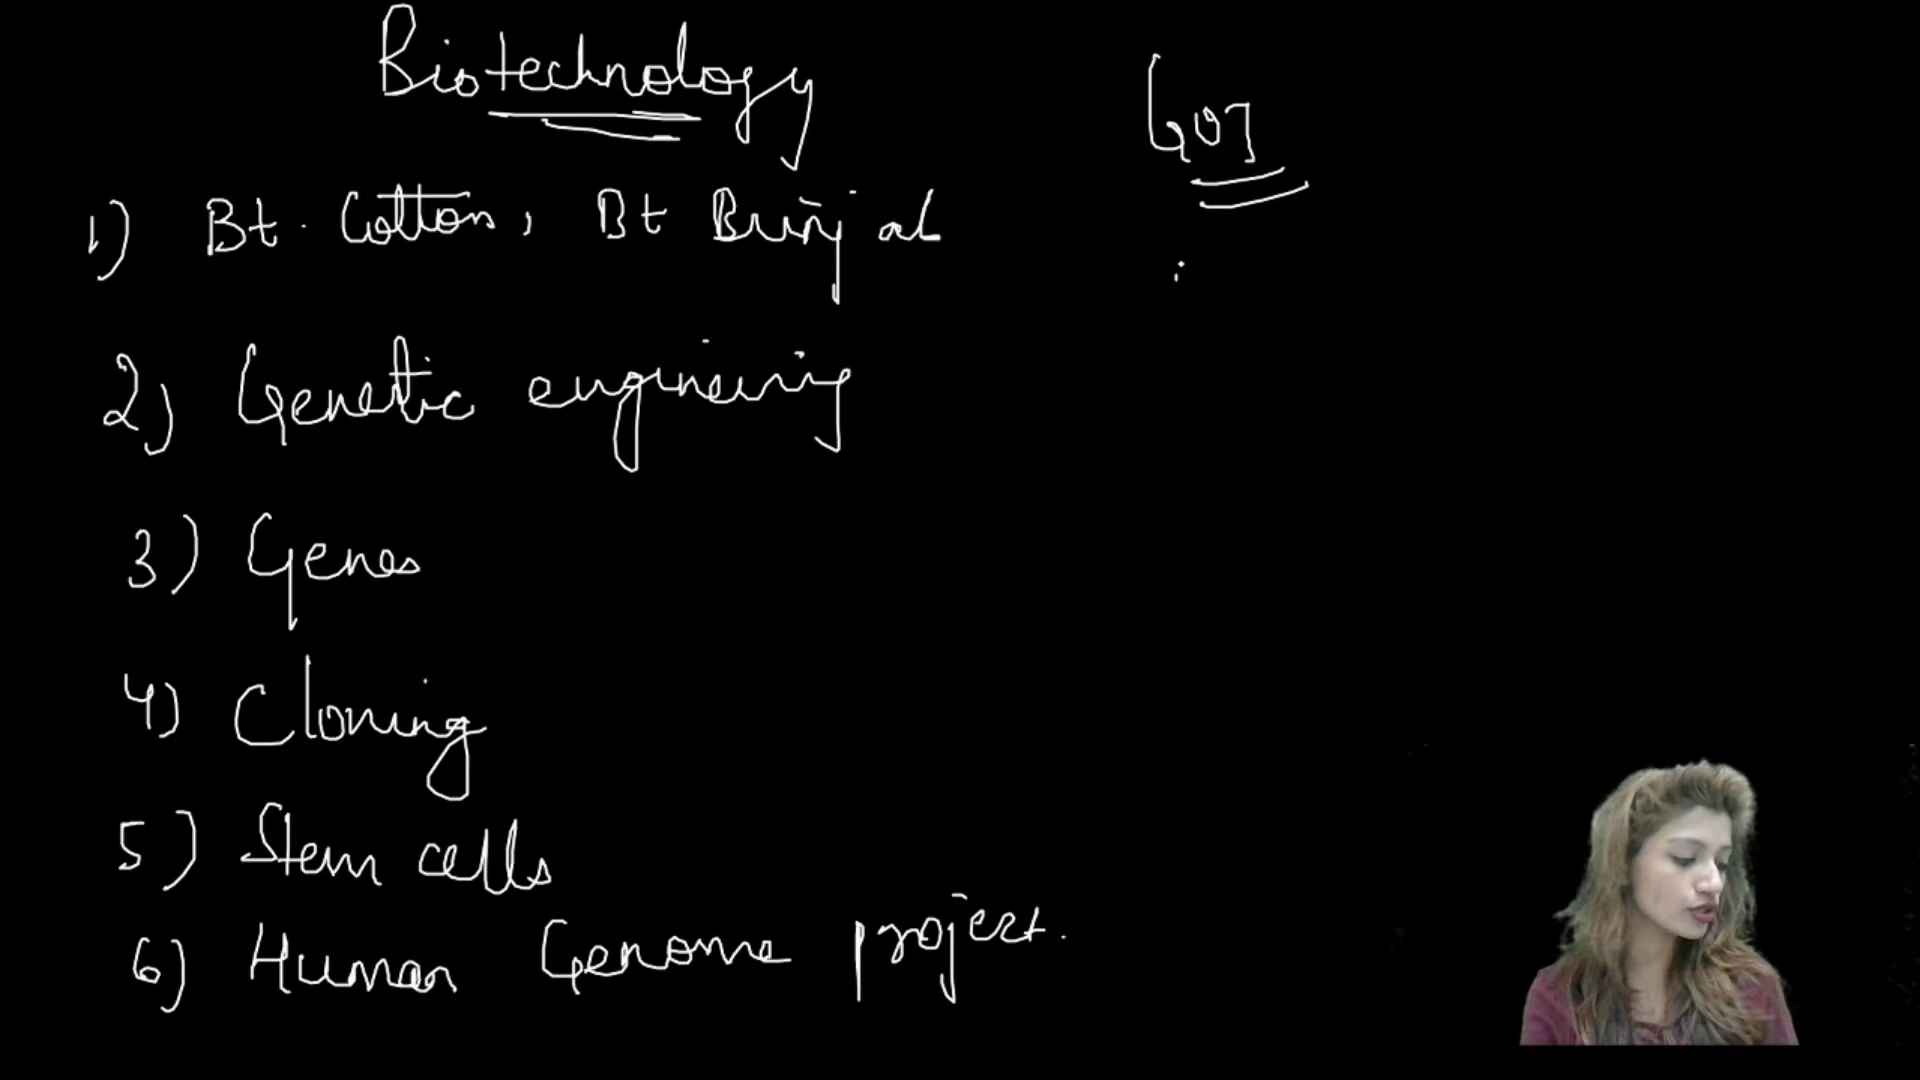 Biotechnology
1) Bt. Cotton, Bt Brinjal
2) Genetic engineering
3) Genes
4) Cloning
5) Stem cells
6) Human Genome project.